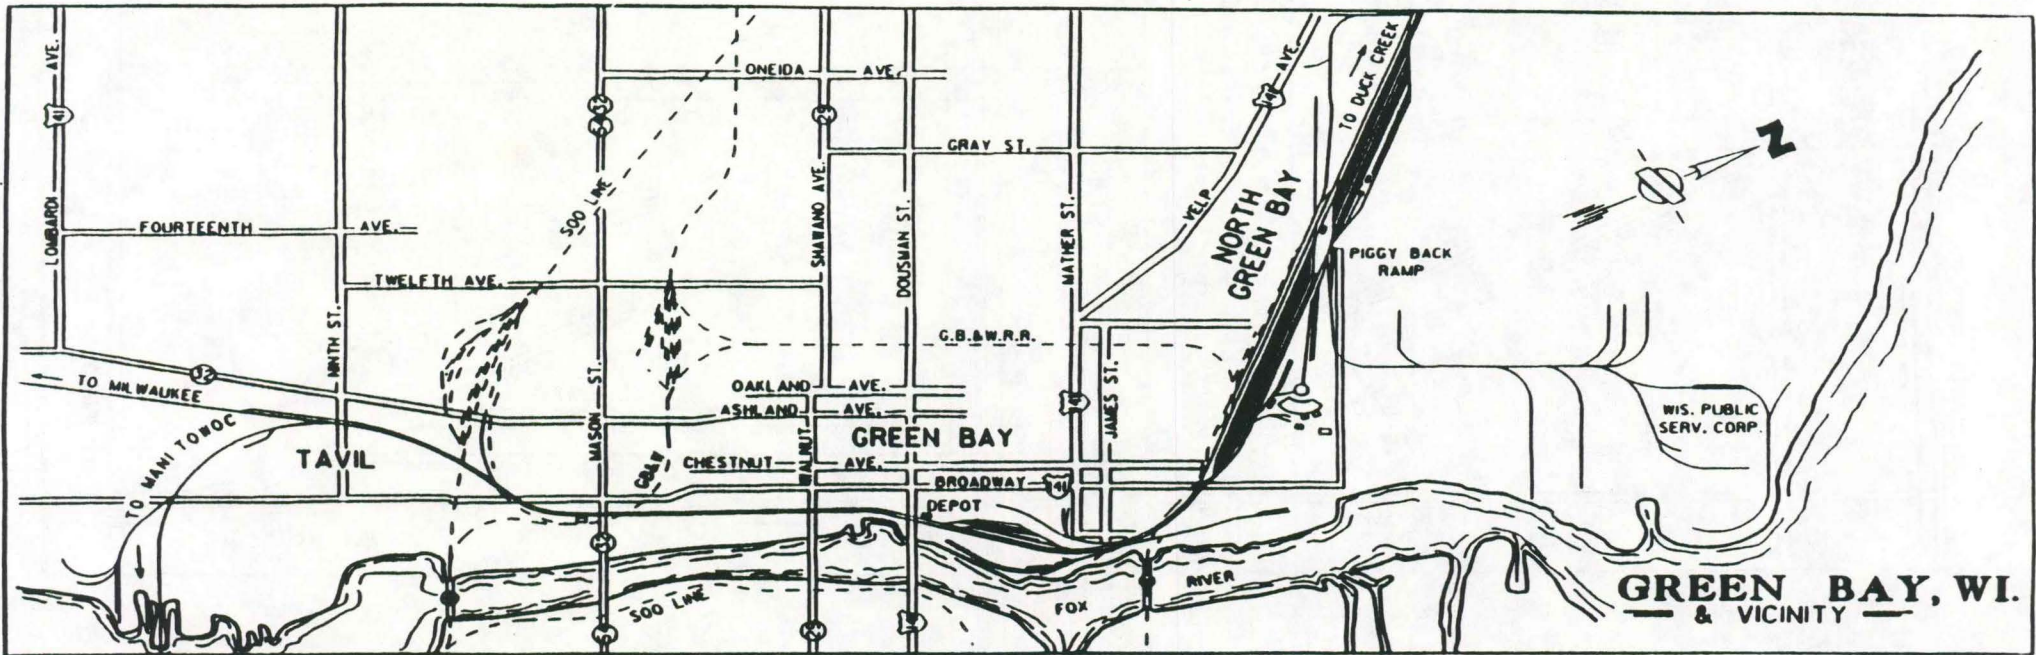 LOMBARDI AVE.
41
FOURTEENTH AVE.
TWELFTH AVE.
NINTH ST.
32
TO MILWAUKEE
TO MANITOWOC
TAVIL
SOO LINE
MASON ST.
GB&W
ONEIDA AVE.
29
SHAWANO AVE.
DOUSMAN ST.
GRAY ST.
MATHER ST.
VELP AVE.
141
TO DUCK CREEK
NORTH
GREEN BAY
PIGGY BACK
RAMP
N
G.B.&W.R.R.
OAKLAND AVE.
ASHLAND AVE.
WALNUT
GREEN BAY
CHESTNUT AVE.
BROADWAY
141
JAMES ST.
141
DEPOT
WIS. PUBLIC
SERV. CORP.
SOO LINE
FOX RIVER
GREEN BAY, WI.
& VICINITY